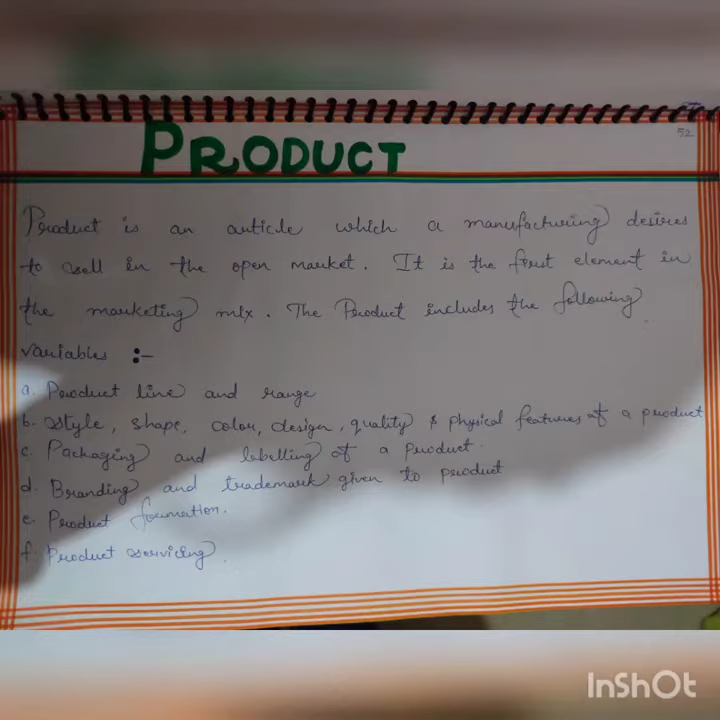 52
PRODUCT
Product is an article which a manufacturing desires
to sell in the open market. It is the first element in
the marketing mix. The Product includes the following
variables :-
a. Product line and range
b. style, shape, color, design, quality & physical features of a product
c. Packaging and labelling of a product.
d. Branding and trademark given to product
e. Product formation.
f. Product servicing.
InShOt